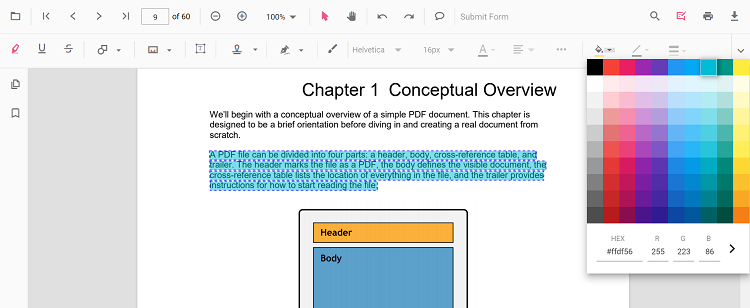 9 of 60 100% Submit Form
Helvetica 16px A
Chapter 1 Conceptual Overview
We'll begin with a conceptual overview of a simple PDF document. This chapter is
designed to be a brief orientation before diving in and creating a real document from
scratch.
A PDF file can be divided into four parts: a header, body, cross-reference table, and
trailer. The header marks the file as a PDF, the body defines the visible document, the
cross-reference table lists the location of everything in the file, and the trailer provides
instructions for how to start reading the file.
Header
Body
HEX R G B
#ffdf56 255 223 86